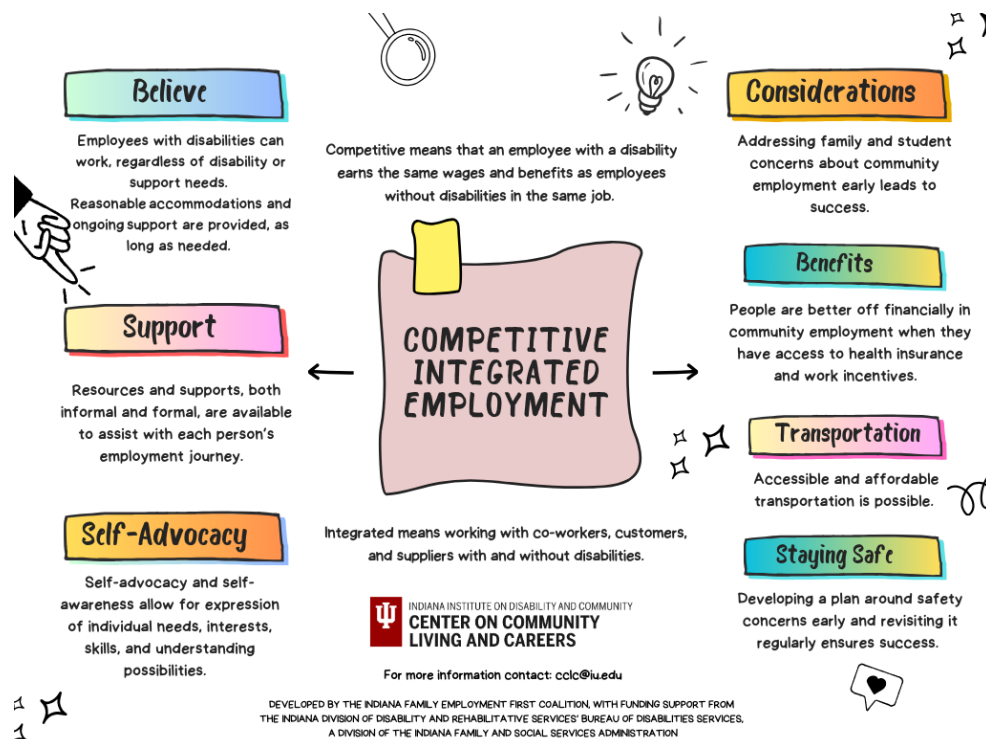 Believe
Employees with disabilities can
work, regardless of disability or
support needs.
Reasonable accommodations and
ongoing support are provided, as
long as needed.
Support
Resources and supports, both
informal and formal, are available
to assist with each person's
employment journey.
Self-Advocacy
Self-advocacy and self-
awareness allow for expression
of individual needs, interests,
skills, and understanding
possibilities.
Competitive means that an employee with a disability
earns the same wages and benefits as employees
without disabilities in the same job.
COMPETITIVE
INTEGRATED
EMPLOYMENT
Integrated means working with co-workers, customers,
and suppliers with and without disabilities.
INDIANA INSTITUTE ON DISABILITY AND COMMUNITY
CENTER ON COMMUNITY
LIVING AND CAREERS
For more information contact: cclc@iu.edu
Considerations
Addressing family and student
concerns about community
employment early leads to
success.
Benefits
People are better off financially in
community employment when they
have access to health insurance
and work incentives.
Transportation
Accessible and affordable
transportation is possible.
Staying Safe
Developing a plan around safety
concerns early and revisiting it
regularly ensures success.
DEVELOPED BY THE INDIANA FAMILY EMPLOYMENT FIRST COALITION, WITH FUNDING SUPPORT FROM
THE INDIANA DIVISION OF DISABILITY AND REHABILITATIVE SERVICES' BUREAU OF DISABILITIES SERVICES,
A DIVISION OF THE INDIANA FAMILY AND SOCIAL SERVICES ADMINISTRATION